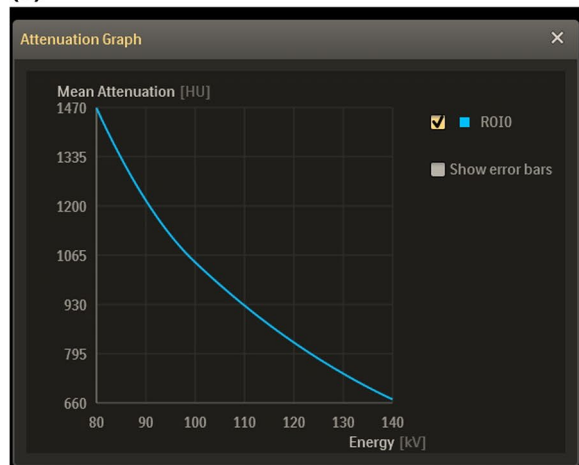 Attenuation Graph
Mean Attenuation [HU]
1470
ROI0
1335
Show error bars
1200
1065
930
795
660
80 90 100 110 120 130 140
Energy [kV]